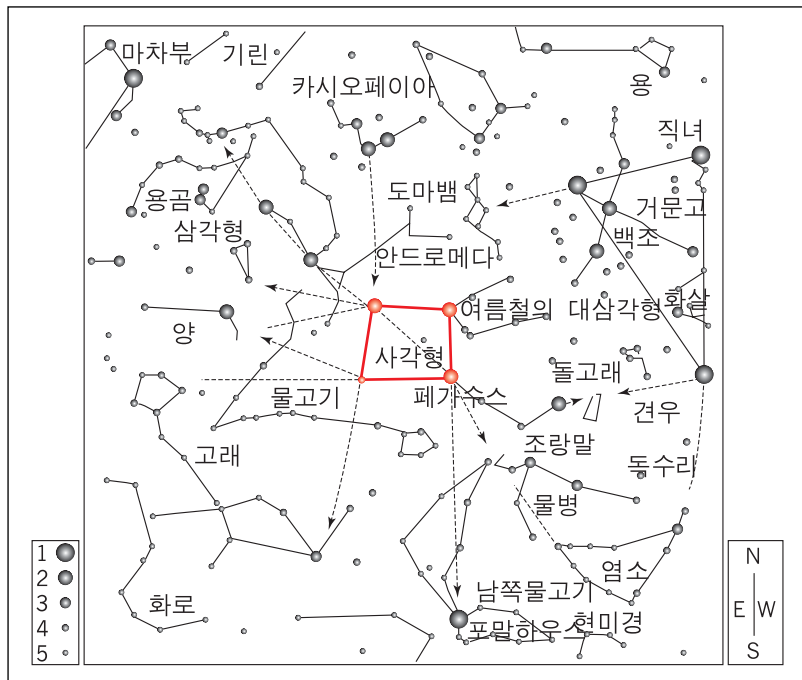 마차부
기린
카시오페이아
용
직녀
도마뱀
용골
삼각형
거문고
백조
안드로메다
여름철의
대삼각형
화살
양
사각형
페가수스
돌고래
물고기
견우
고래
조랑말
독수리
물병
염소
남쪽물고기
화로
포말하우스
현미경
1
2
3
4
5
N
E W
S